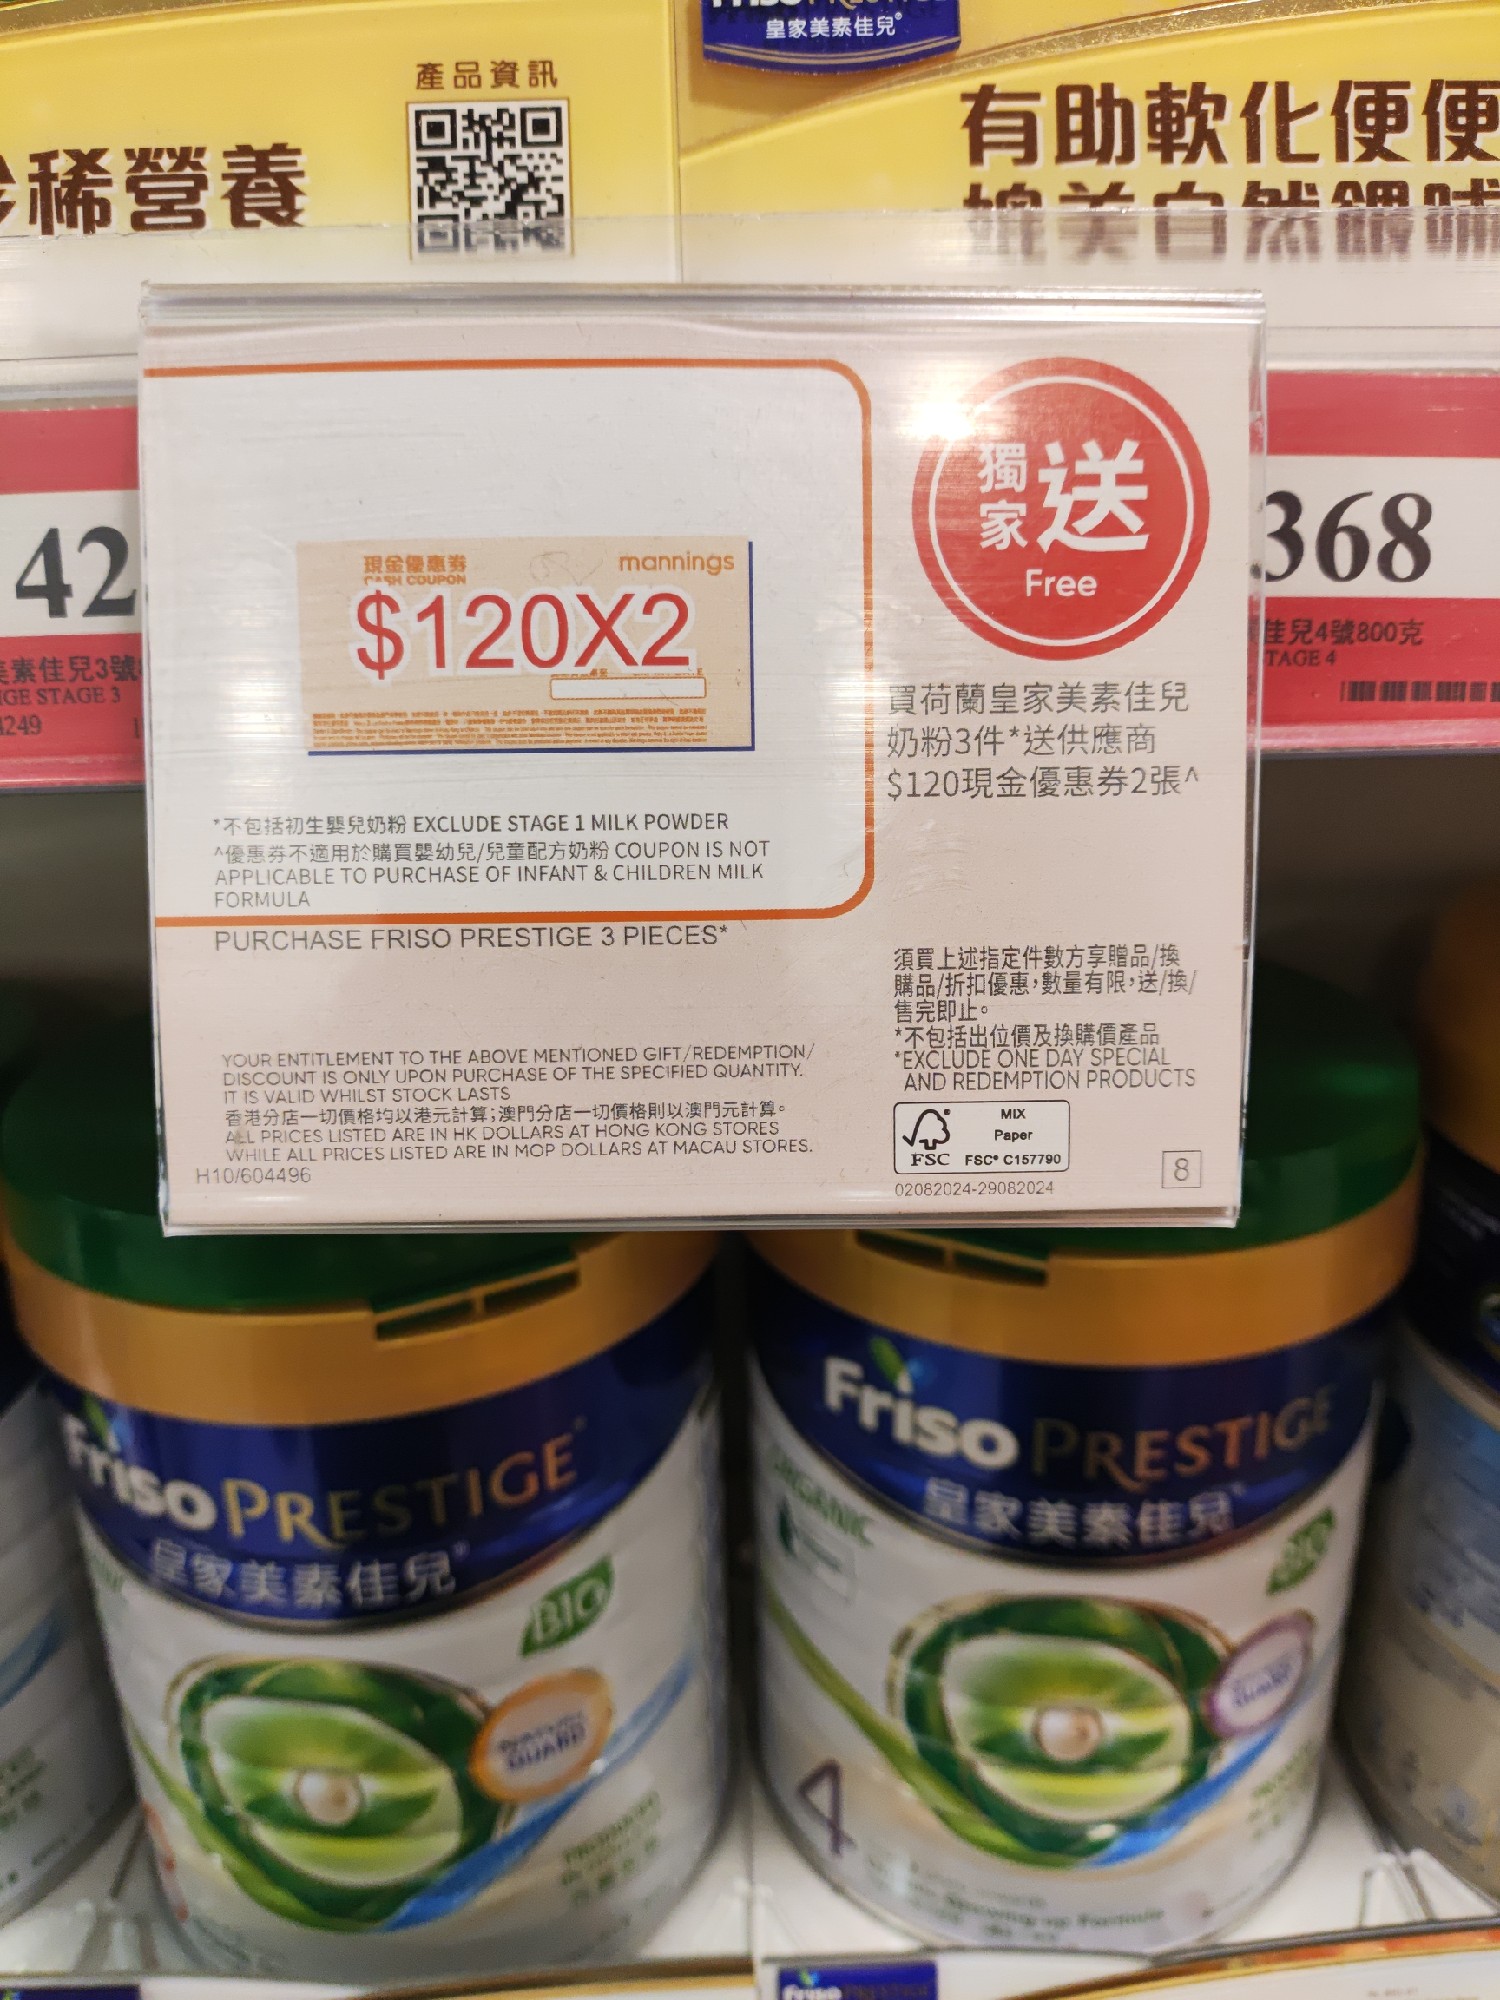 皇家美素佳兒
產品資訊
稀營養
有助軟化便便
mannings
現金優惠券
CASH COUPON
$120X2
獨家送
Free
買荷蘭皇家美素佳兒
奶粉3件*送供應商
$120現金優惠券2張^
*不包括初生嬰兒奶粉 EXCLUDE STAGE 1 MILK POWDER
^優惠券不適用於購買嬰幼兒/兒童配方奶粉 COUPON IS NOT
APPLICABLE TO PURCHASE OF INFANT & CHILDREN MILK
FORMULA
PURCHASE FRISO PRESTIGE 3 PIECES*
須買上述指定件數方享贈品/換
購品/折扣優惠，數量有限，送/換/
售完即止。
*不包括出位價及換購價產品
*EXCLUDE ONE DAY SPECIAL
AND REDEMPTION PRODUCTS
YOUR ENTITLEMENT TO THE ABOVE MENTIONED GIFT/REDEMPTION/
DISCOUNT IS ONLY UPON PURCHASE OF THE SPECIFIED QUANTITY.
IT IS VALID WHILST STOCK LASTS
香港分店一切價格均以港元計算；澳門分店一切價格則以澳門元計算。
ALL PRICES LISTED ARE IN HK DOLLARS AT HONG KONG STORES
WHILE ALL PRICES LISTED ARE IN MOP DOLLARS AT MACAU STORES.
H10/604496
MIX
Paper
FSC FSC® C157790
02082024-29082024
8
42
素佳兒3號
GE STAGE 3
4249
368
佳兒4號800克
TAGE 4
Friso PRESTIGE
皇家美素佳兒
BIO
GUARD
Friso PRESTIGE
皇家美素佳兒
ORGANIC
BIO
4
Friso PRESTIGE